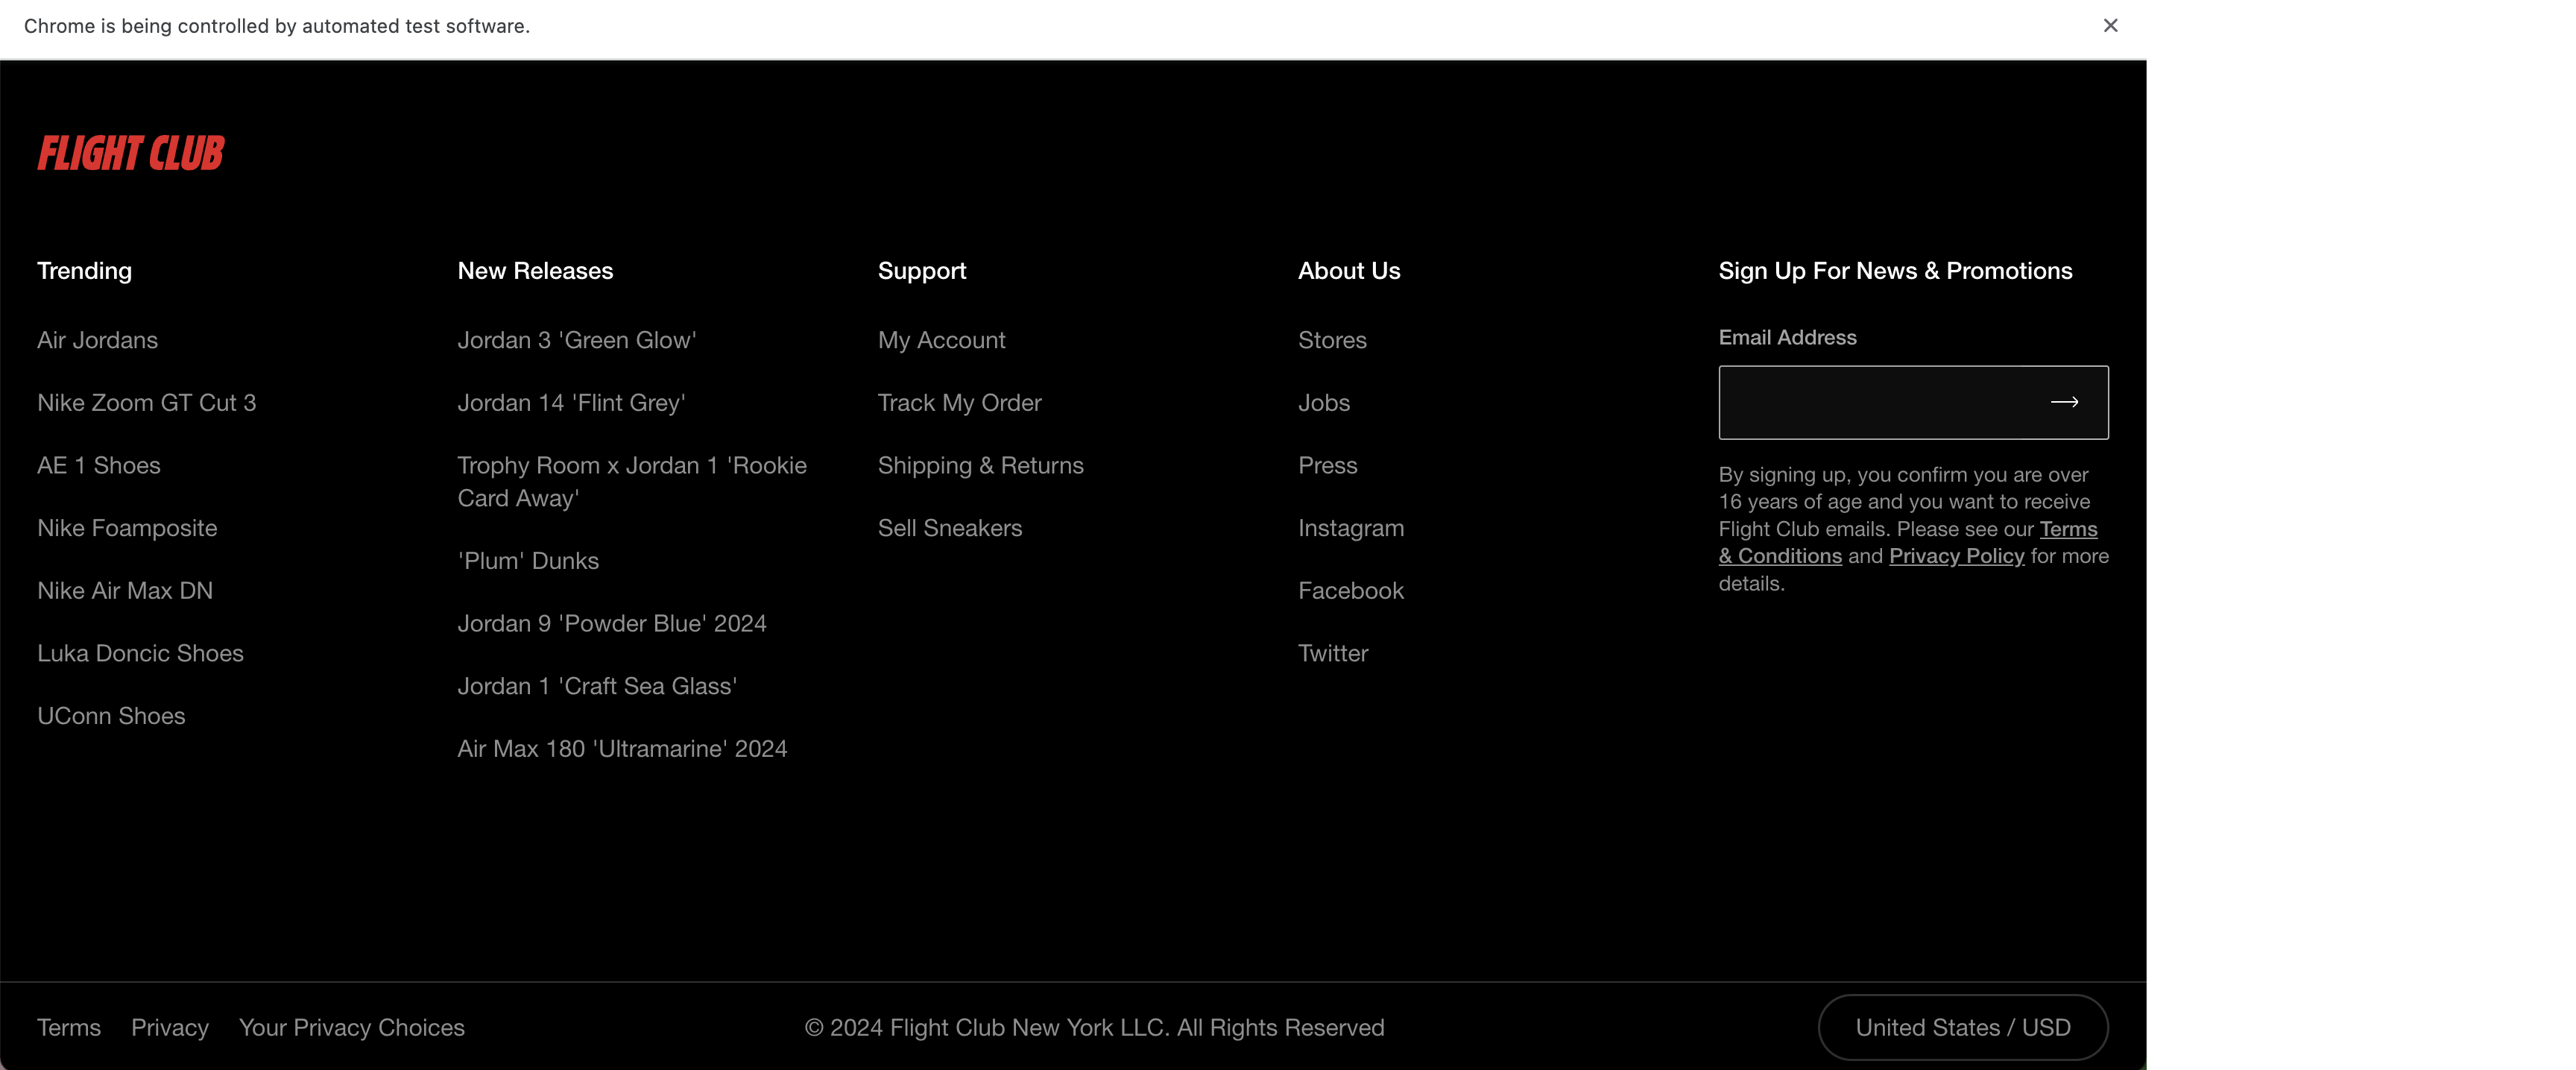 Chrome is being controlled by automated test software.
FLIGHT CLUB
Trending
Air Jordans
Nike Zoom GT Cut 3
AE 1 Shoes
Nike Foamposite
Nike Air Max DN
Luka Doncic Shoes
UConn Shoes
New Releases
Jordan 3 'Green Glow'
Jordan 14 'Flint Grey'
Trophy Room x Jordan 1 'Rookie
Card Away'
'Plum' Dunks
Jordan 9 'Powder Blue' 2024
Jordan 1 'Craft Sea Glass'
Air Max 180 'Ultramarine' 2024
Support
My Account
Track My Order
Shipping & Returns
Sell Sneakers
About Us
Stores
Jobs
Press
Instagram
Facebook
Twitter
Sign Up For News & Promotions
Email Address
By signing up, you confirm you are over
16 years of age and you want to receive
Flight Club emails. Please see our Terms
& Conditions and Privacy Policy for more
details.
Terms Privacy Your Privacy Choices
© 2024 Flight Club New York LLC. All Rights Reserved
United States / USD